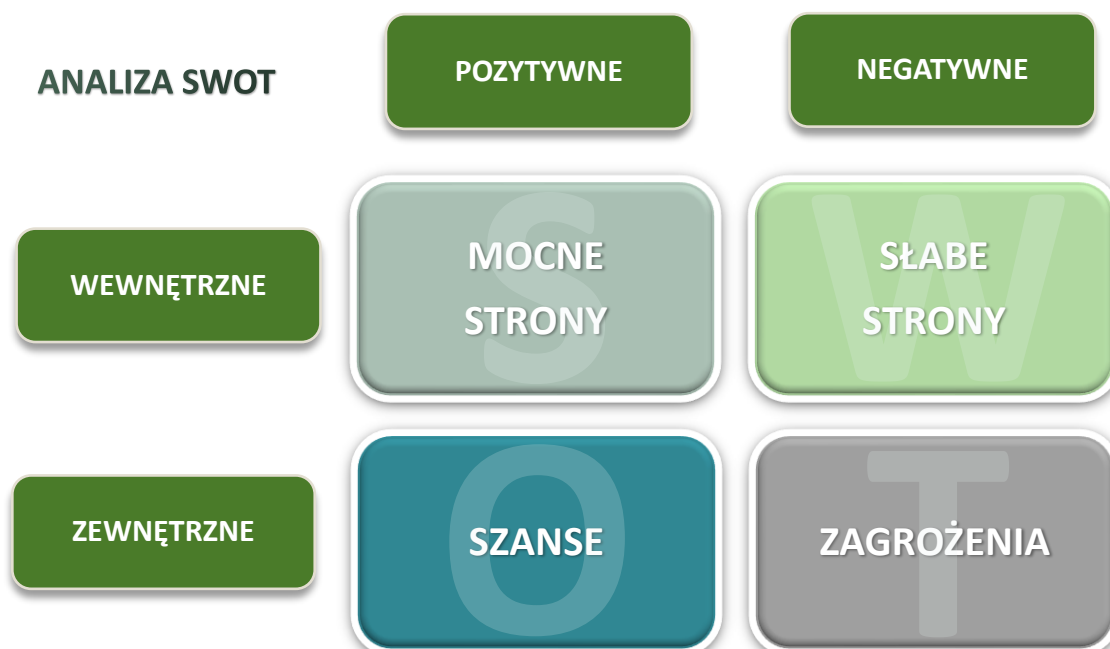 ANALIZA SWOT
POZYTYWNE
NEGATYWNE
WEWNĘTRZNE
S
MOCNE
STRONY
W
SŁABE
STRONY
ZEWNĘTRZNE
O
SZANSE
T
ZAGROŻENIA